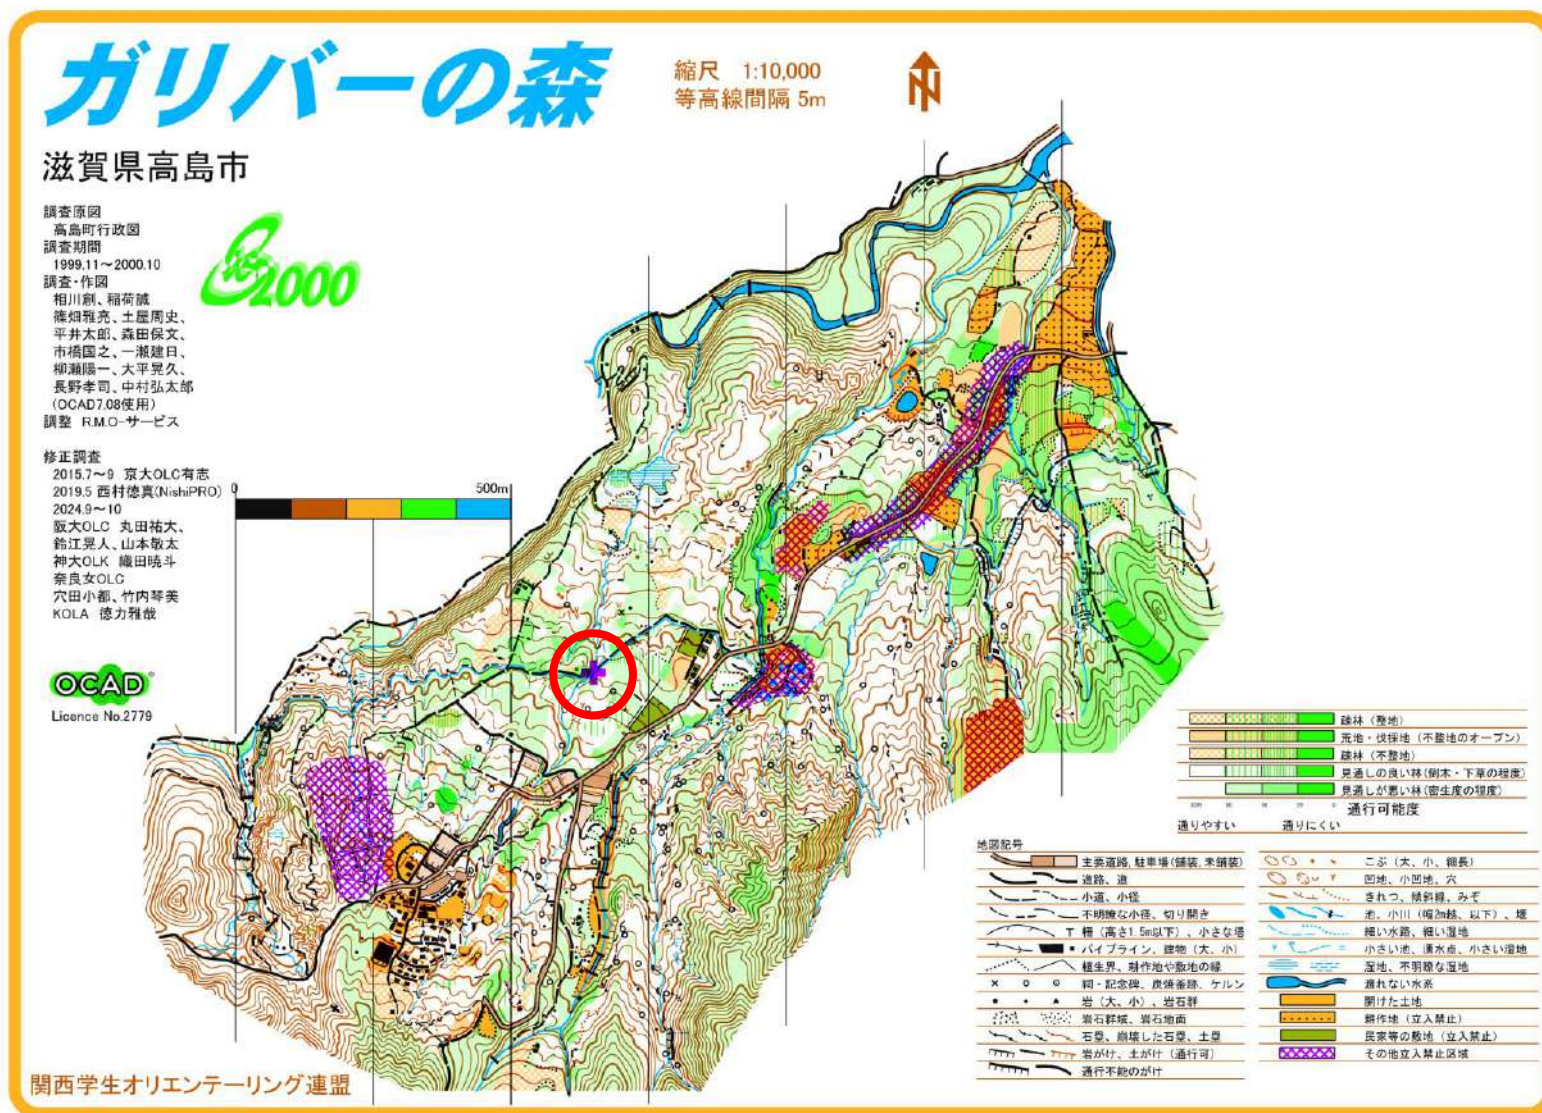 ガリバーの森
縮尺 1:10,000
等高線間隔 5m
N
滋賀県高島市
調査原図
高島町行政図
調査期間
1999.11～2000.10
調査・作図
相川創、稲荷誠
篠畑雅亮、土屋周史、
平井太郎、森田保文、
市橋国之、一瀬建日、
柳瀬陽一、大平晃久、
長野孝司、中村弘太郎
(OCAD7.08使用)
調整 R.M.O-サービス
2000
修正調査
2015.7～9 京大OLC有志
2019.5 西村徳真(NishiPRO)
2024.9～10
阪大OLC 丸田祐大、
鈴江晃人、山本敬太
神大OLK 織田暁斗
奈良女OLC
穴田小都、竹内琴美
KOLA 徳力雅哉
0 500m
OCAD
Licence No.2779
疎林（整地）
荒地・伐採地（不整地のオープン）
疎林（不整地）
見通しの良い林(倒木・下草の程度)
見通しが悪い林(密生度の程度)
通行可能度
通りやすい 通りにくい
地図記号
主要道路、駐車場(舗装、未舗装)
道路、道
小道、小径
不明瞭な小径、切り開き
柵（高さ1.5m以下）、小さな塔
パイプライン、建物（大、小）
植生界、耕作地や敷地の縁
祠・記念碑、炭焼釜跡、ケルン
岩（大、小）、岩石群
岩石群域、岩石地面
石塁、崩壊した石塁、土塁
岩がけ、土がけ（通行可）
通行不能のがけ
こぶ（大、小、細長）
凹地、小凹地、穴
きれつ、傾斜線、みぞ
池、小川（幅2m越、以下）、堰
細い水路、細い湿地
小さい池、湧水点、小さい湿地
湿地、不明瞭な湿地
渡れない水系
開けた土地
耕作地（立入禁止）
民家等の敷地（立入禁止）
その他立入禁止区域
関西学生オリエンテーリング連盟